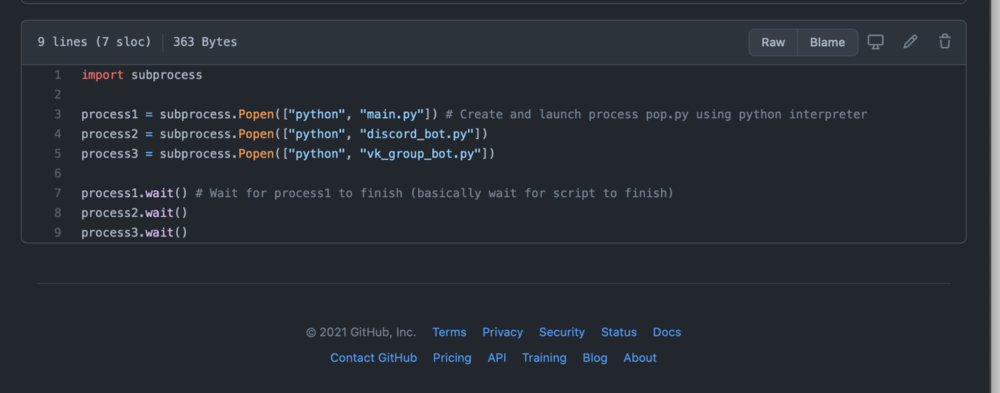 9 lines (7 sloc) 363 Bytes Raw Blame
1 import subprocess
2
3 process1 = subprocess.Popen(["python", "main.py"]) # Create and launch process pop.py using python interpreter
4 process2 = subprocess.Popen(["python", "discord_bot.py"])
5 process3 = subprocess.Popen(["python", "vk_group_bot.py"])
6
7 process1.wait() # Wait for process1 to finish (basically wait for script to finish)
8 process2.wait()
9 process3.wait()
© 2021 GitHub, Inc. Terms Privacy Security Status Docs
Contact GitHub Pricing API Training Blog About